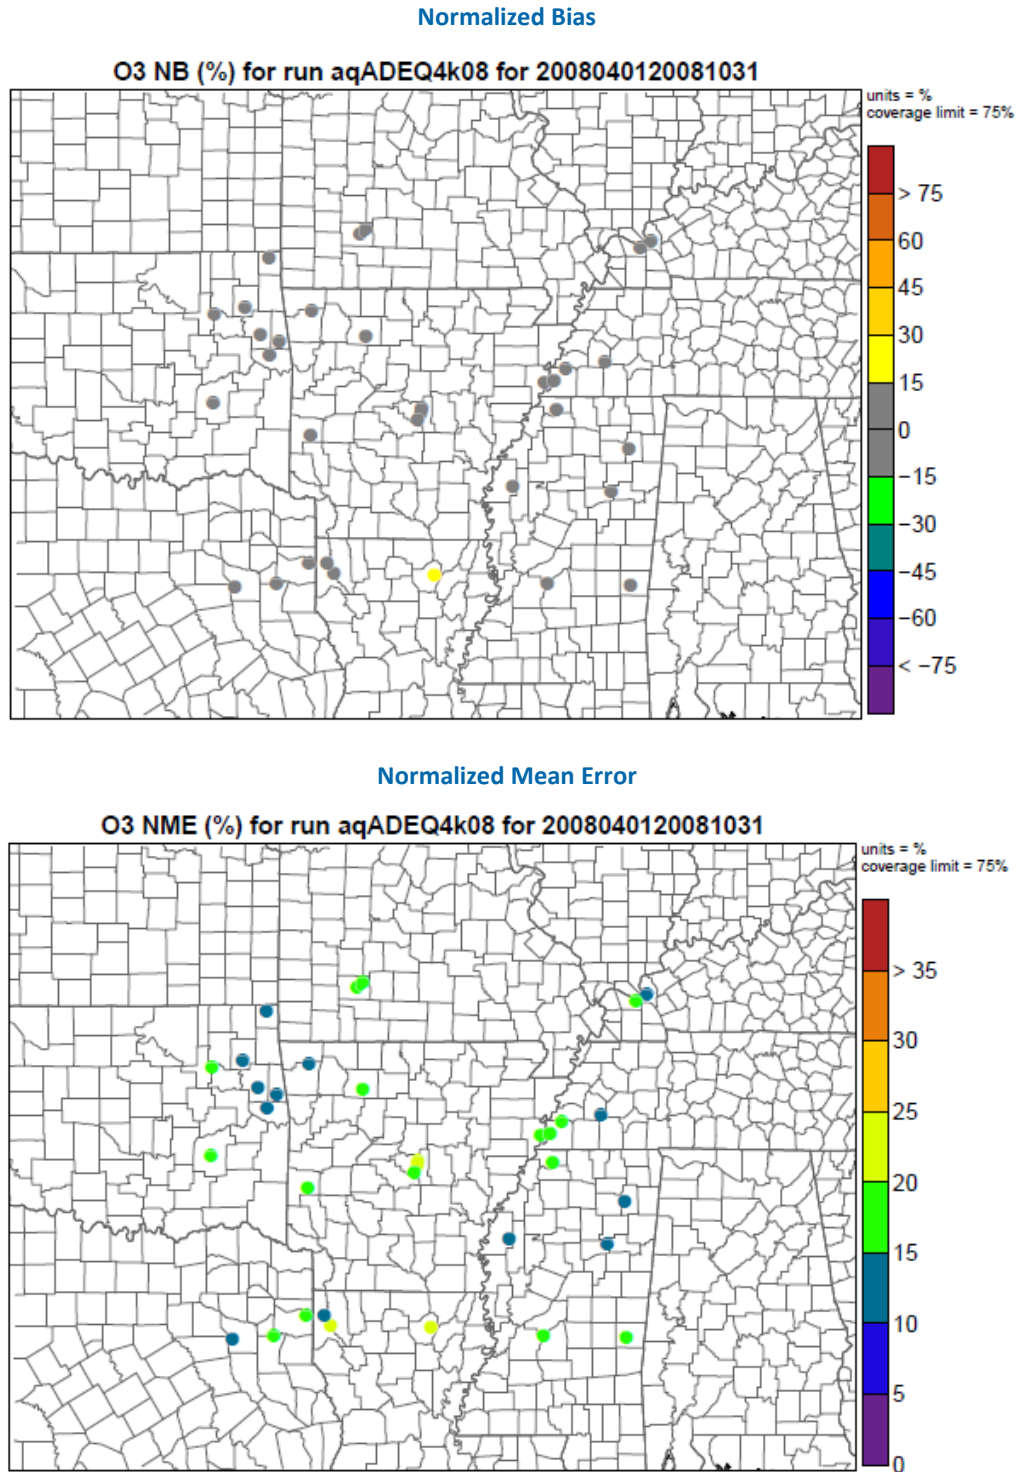 Normalized Bias
O3 NB (%) for run aqADEQ4k08 for 2008040120081031
units = %
coverage limit = 75%
> 75
60
45
30
15
0
−15
−30
−45
−60
< −75
Normalized Mean Error
O3 NME (%) for run aqADEQ4k08 for 2008040120081031
units = %
coverage limit = 75%
> 35
30
25
20
15
10
5
0